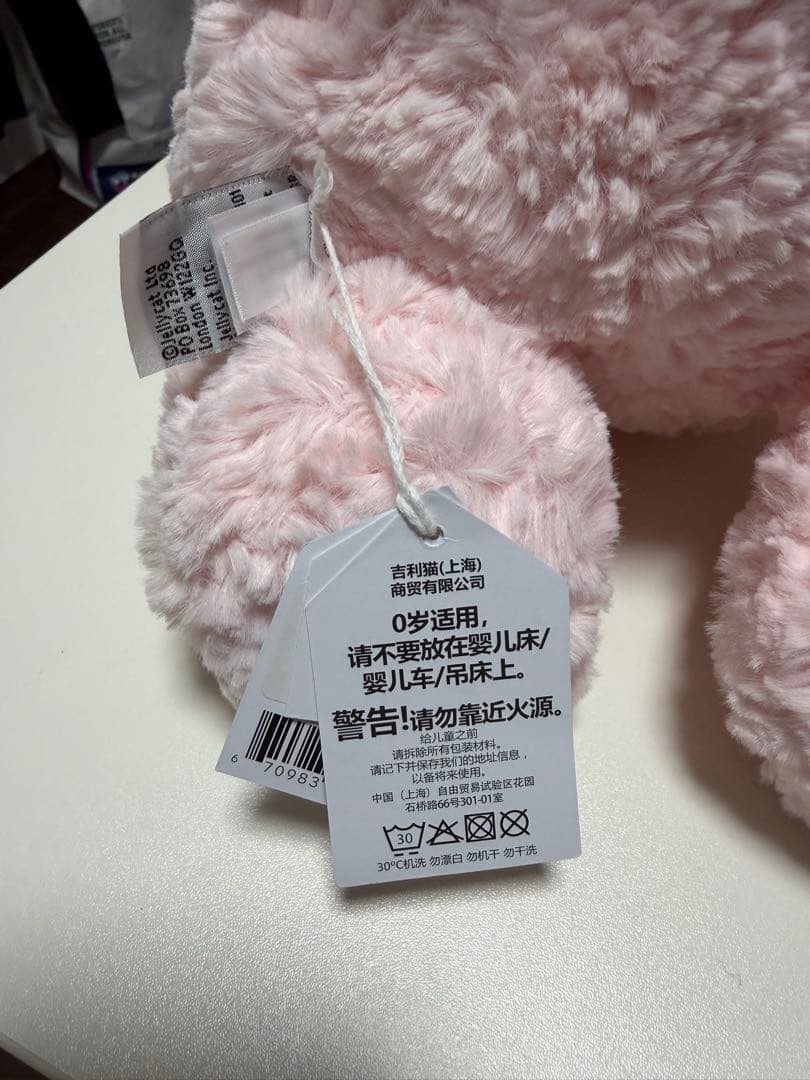 ©Jellycat Ltd
PO Box 73698
London W12 2GQ
Jellycat Inc.
吉利猫(上海)
商贸有限公司
0岁适用，
请不要放在婴儿床/
婴儿车/吊床上。
警告!请勿靠近火源。
给儿童之前
请拆除所有包装材料。
请记下并保存我们的地址信息，
以备将来使用。
中国（上海）自由贸易试验区花园
石桥路66号301-01室
30
30ºC机洗 勿漂白 勿机干 勿干洗
6 70983